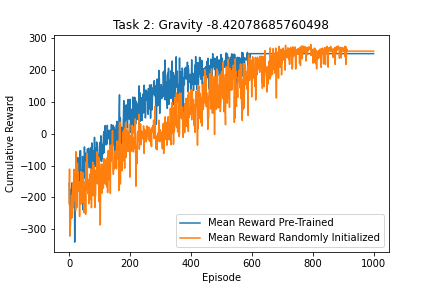 Task 2: Gravity -8.42078685760498
Cumulative Reward
300
200
100
0
−100
−200
−300
0
200
400
600
800
1000
Episode
Mean Reward Pre-Trained
Mean Reward Randomly Initialized